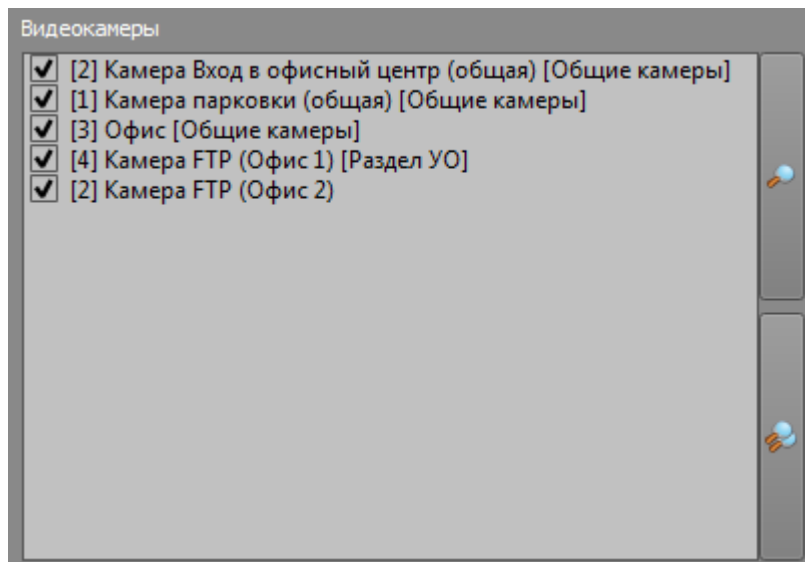 Видеокамеры
[2] Камера Вход в офисный центр (общая) [Общие камеры]
[1] Камера парковки (общая) [Общие камеры]
[3] Офис [Общие камеры]
[4] Камера FTP (Офис 1) [Раздел УО]
[2] Камера FTP (Офис 2)